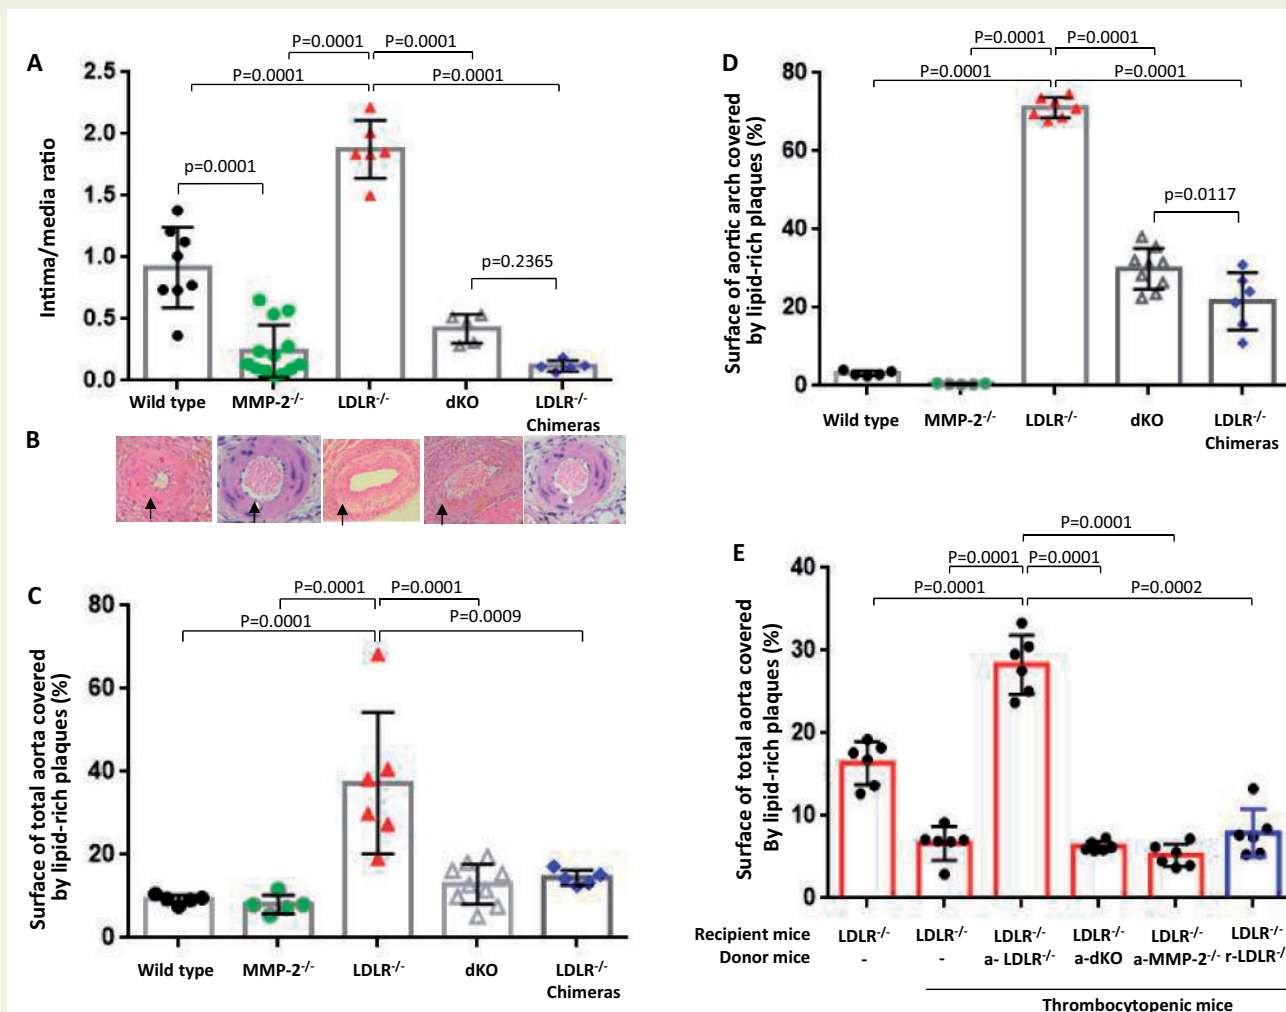 A
P=0.0001
P=0.0001
P=0.0001
P=0.0001
p=0.0001
p=0.2365
Intima/media ratio
2.5
2.0
1.5
1.0
0.5
0.0
Wild type
MMP-2-/-
LDLR-/-
dKO
LDLR-/-
Chimeras
B
C
P=0.0001
P=0.0001
P=0.0001
P=0.0009
Surface of total aorta covered
by lipid-rich plaques (%)
80
60
40
20
0
Wild type
MMP-2-/-
LDLR-/-
dKO
LDLR-/-
Chimeras
D
P=0.0001
P=0.0001
P=0.0001
P=0.0001
p=0.0117
Surface of aortic arch covered
by lipid-rich plaques (%)
80
60
40
20
0
Wild type
MMP-2-/-
LDLR-/-
dKO
LDLR-/-
Chimeras
E
P=0.0001
P=0.0001
P=0.0001
P=0.0001
P=0.0002
Surface of total aorta covered
By lipid-rich plaques (%)
40
30
20
10
0
Recipient mice LDLR-/- LDLR-/- LDLR-/- LDLR-/- LDLR-/- LDLR-/-
Donor mice - - a- LDLR-/- a-dKO a-MMP-2-/- r-LDLR-/
Thrombocytopenic mice